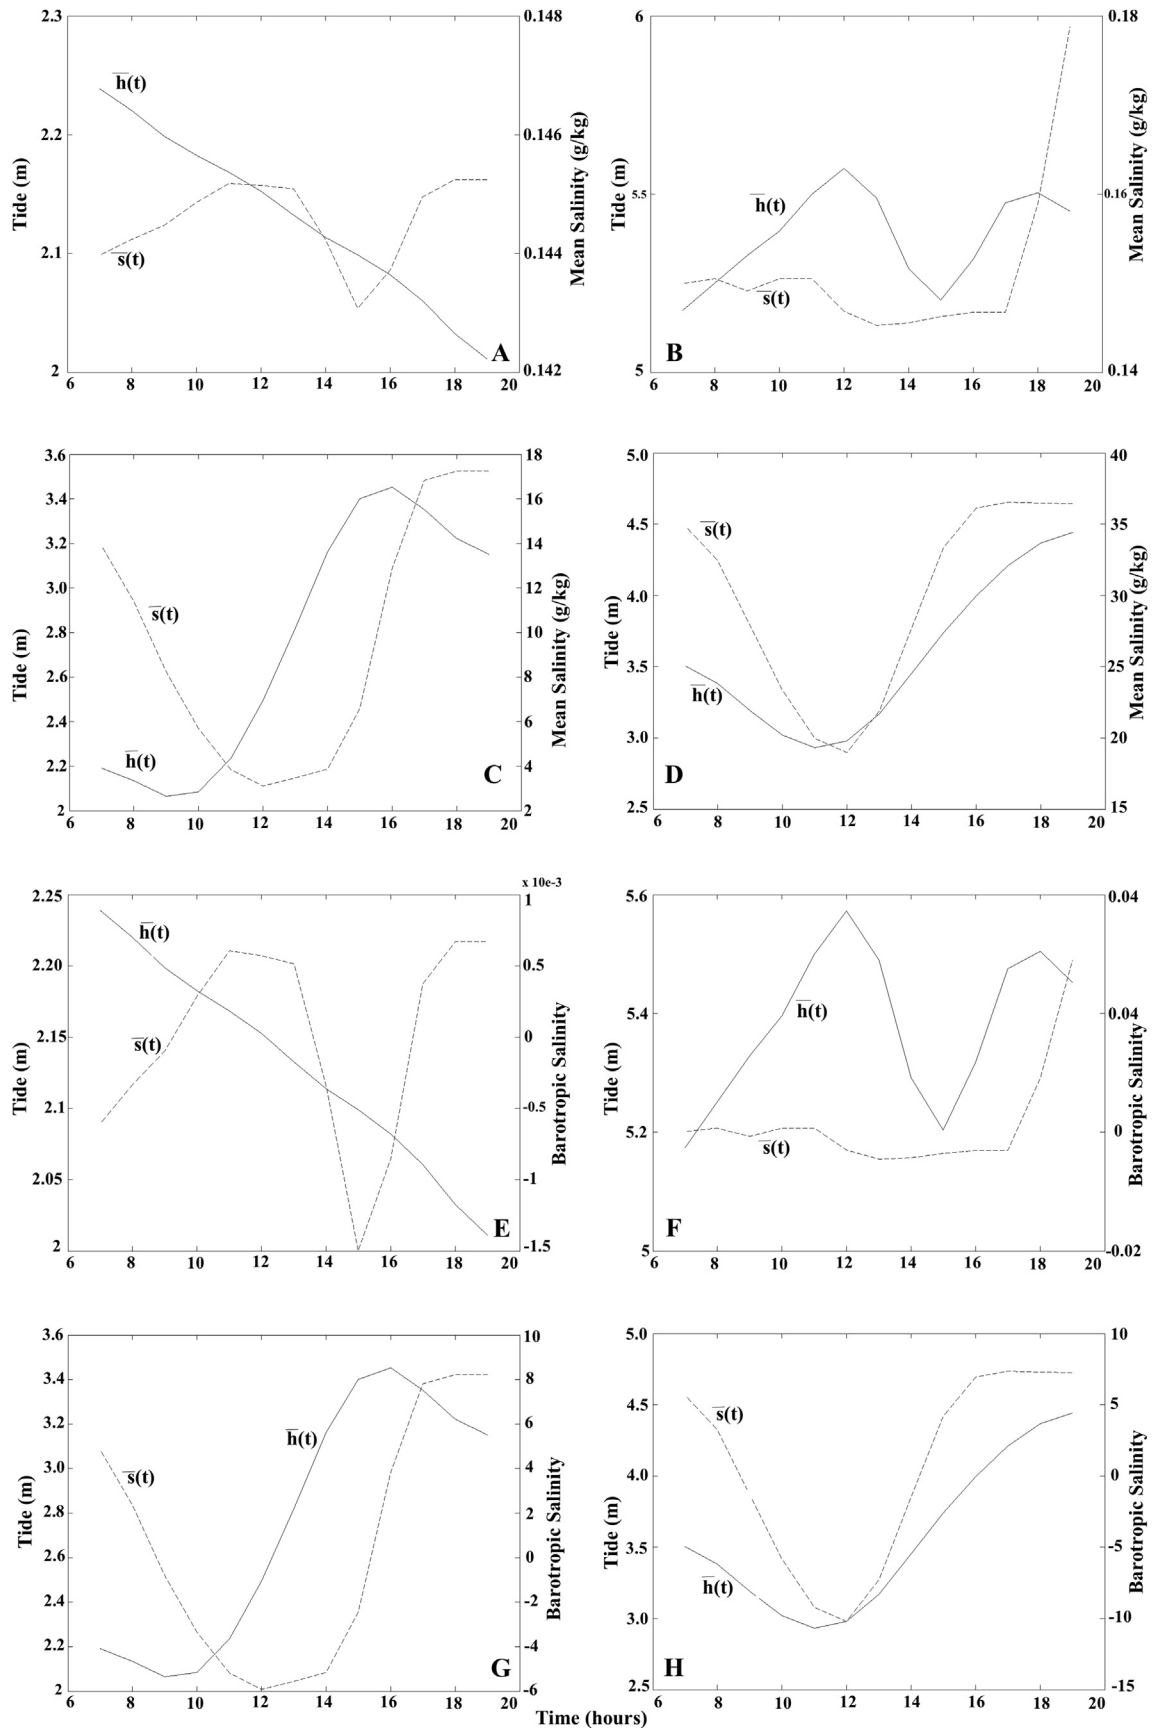 2.3
2.2
2.1
2
Tide (m)
0.148
0.146
0.144
0.142
Mean Salinity (g/kg)
h(t)
s(t)
A
6 8 10 12 14 16 18 20
6
5.5
5
Tide (m)
0.18
0.16
0.14
Mean Salinity (g/kg)
h(t)
s(t)
B
6 8 10 12 14 16 18 20
3.6
3.4
3.2
3.0
2.8
2.6
2.4
2.2
2
Tide (m)
18
16
14
12
10
8
6
4
2
Mean Salinity (g/kg)
s(t)
h(t)
C
6 8 10 12 14 16 18 20
5.0
4.5
4.0
3.5
3.0
2.5
Tide (m)
40
35
30
25
20
15
Mean Salinity (g/kg)
s(t)
h(t)
D
6 8 10 12 14 16 18 20
2.25
2.20
2.15
2.1
2.05
2
Tide (m)
x 10e-3
1
0.5
0
-0.5
-1
-1.5
Barotropic Salinity
h(t)
s(t)
E
6 8 10 12 14 16 18 20
5.6
5.4
5.2
5
Tide (m)
0.04
0.04
0
-0.02
Barotropic Salinity
h(t)
s(t)
F
6 8 10 12 14 16 18 20
3.6
3.4
3.2
3.0
2.8
2.6
2.4
2.2
2
Tide (m)
10
8
6
4
2
0
-2
-4
-6
Barotropic Salinity
h(t)
s(t)
G
6 8 10 12 14 16 18 20
5.0
4.5
4.0
3.5
3.0
2.5
Tide (m)
10
5
0
-5
-10
-15
Barotropic Salinity
s(t)
h(t)
H
6 8 10 12 14 16 18 20
Time (hours)